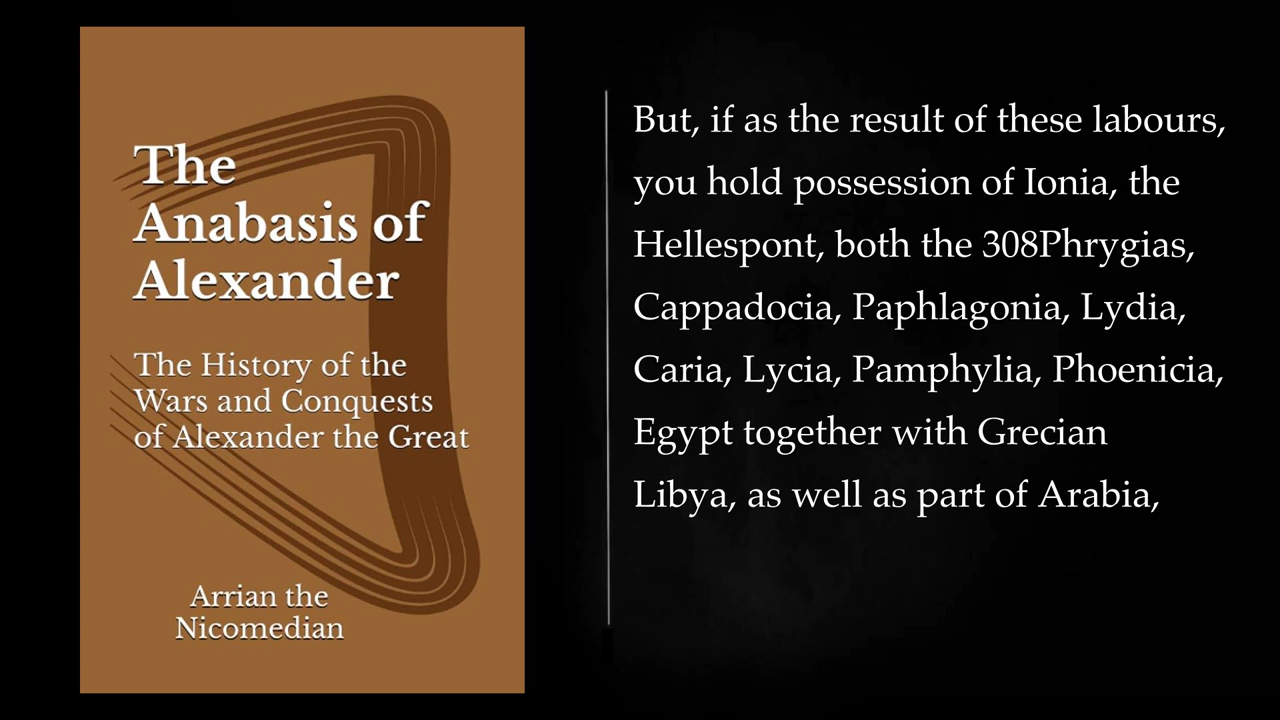 The
Anabasis of
Alexander
The History of the
Wars and Conquests
of Alexander the Great
Arrian the
Nicomedian
But, if as the result of these labours,
you hold possession of Ionia, the
Hellespont, both the 308Phrygias,
Cappadocia, Paphlagonia, Lydia,
Caria, Lycia, Pamphylia, Phoenicia,
Egypt together with Grecian
Libya, as well as part of Arabia,